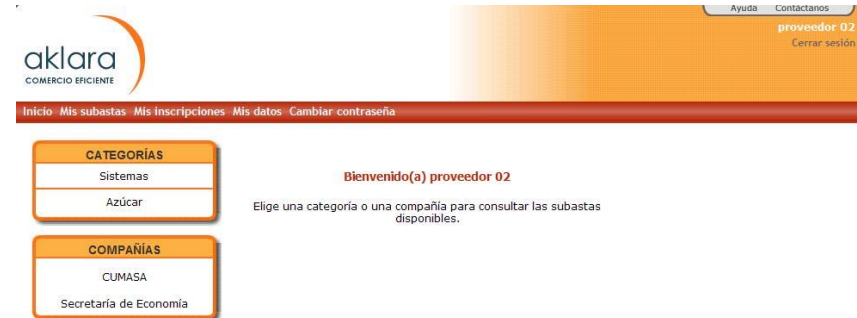 Ayuda Contáctanos
proveedor 02
Cerrar sesión
aklara
COMERCIO EFICIENTE
Inicio Mis subastas Mis inscripciones Mis datos Cambiar contraseña
CATEGORÍAS
Sistemas
Azúcar
Bienvenido(a) proveedor 02
Elige una categoría o una compañía para consultar las subastas
disponibles.
COMPAÑÍAS
CUMASA
Secretaría de Economía